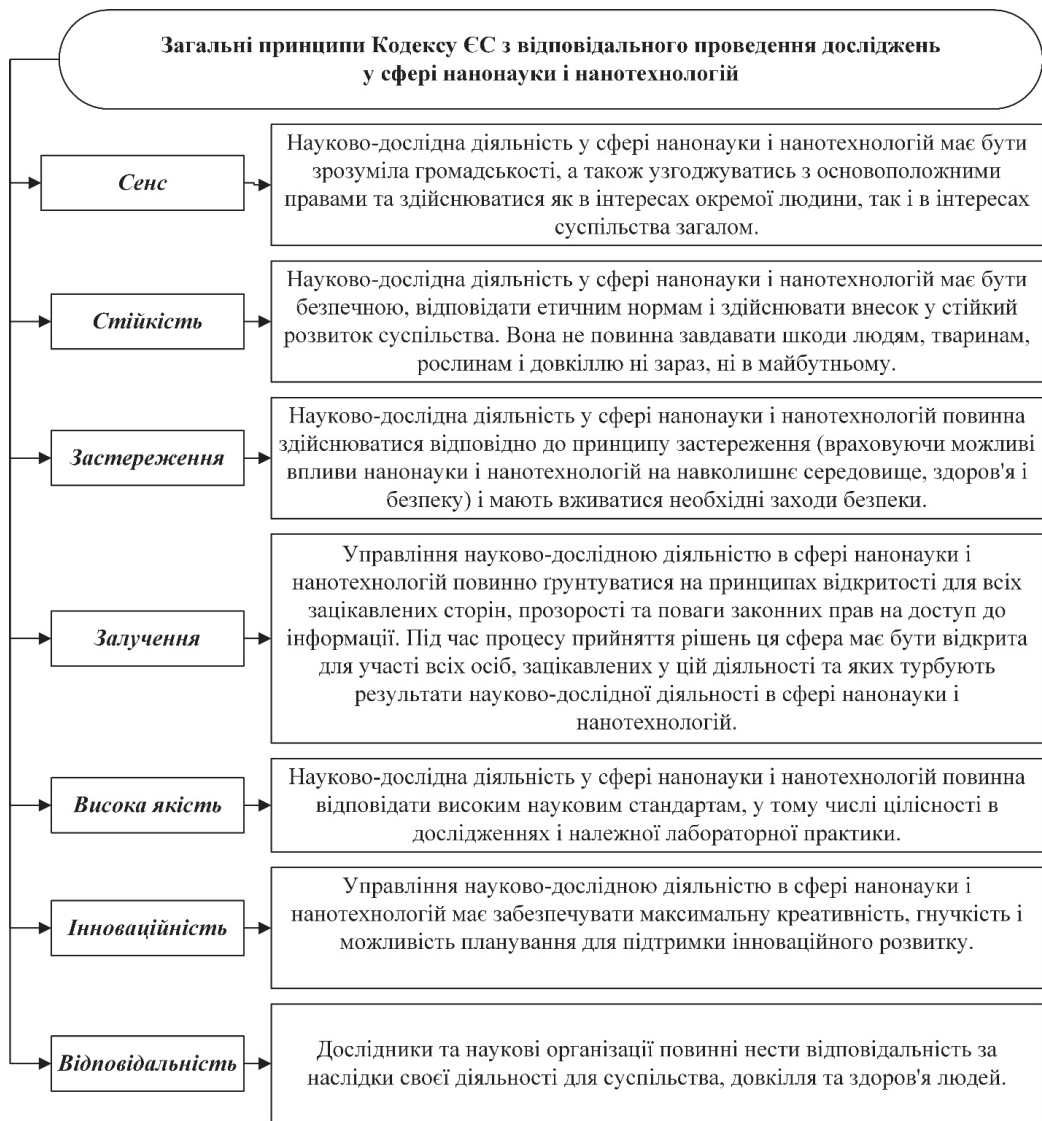 Загальні принципи Кодексу ЄС з відповідального проведення досліджень
у сфері нанонауки і нанотехнологій
Сенс
Науково-дослідна діяльність у сфері нанонауки і нанотехнологій має бути
зрозуміла громадськості, а також узгоджуватись з основоположними
правами та здійснюватися як в інтересах окремої людини, так і в інтересах
суспільства загалом.
Стійкість
Науково-дослідна діяльність у сфері нанонауки і нанотехнологій має бути
безпечною, відповідати етичним нормам і здійснювати внесок у стійкий
розвиток суспільства. Вона не повинна завдавати шкоди людям, тваринам,
рослинам і довкіллю ні зараз, ні в майбутньому.
Застереження
Науково-дослідна діяльність у сфері нанонауки і нанотехнологій повинна
здійснюватися відповідно до принципу застереження (враховуючи можливі
впливи нанонауки і нанотехнологій на навколишнє середовище, здоров'я і
безпеку) і мають вживатися необхідні заходи безпеки.
Залучення
Управління науково-дослідною діяльністю в сфері нанонауки і
нанотехнологій повинно ґрунтуватися на принципах відкритості для всіх
зацікавлених сторін, прозорості та поваги законних прав на доступ до
інформації. Під час процесу прийняття рішень ця сфера має бути відкрита
для участі всіх осіб, зацікавлених у цій діяльності та яких турбують
результати науково-дослідної діяльності в сфері нанонауки і
нанотехнологій.
Висока якість
Науково-дослідна діяльність у сфері нанонауки і нанотехнологій повинна
відповідати високим науковим стандартам, у тому числі цілісності в
дослідженнях і належної лабораторної практики.
Інноваційність
Управління науково-дослідною діяльністю в сфері нанонауки і
нанотехнологій має забезпечувати максимальну креативність, гнучкість і
можливість планування для підтримки інноваційного розвитку.
Відповідальність
Дослідники та наукові організації повинні нести відповідальність за
наслідки своєї діяльності для суспільства, довкілля та здоров'я людей.